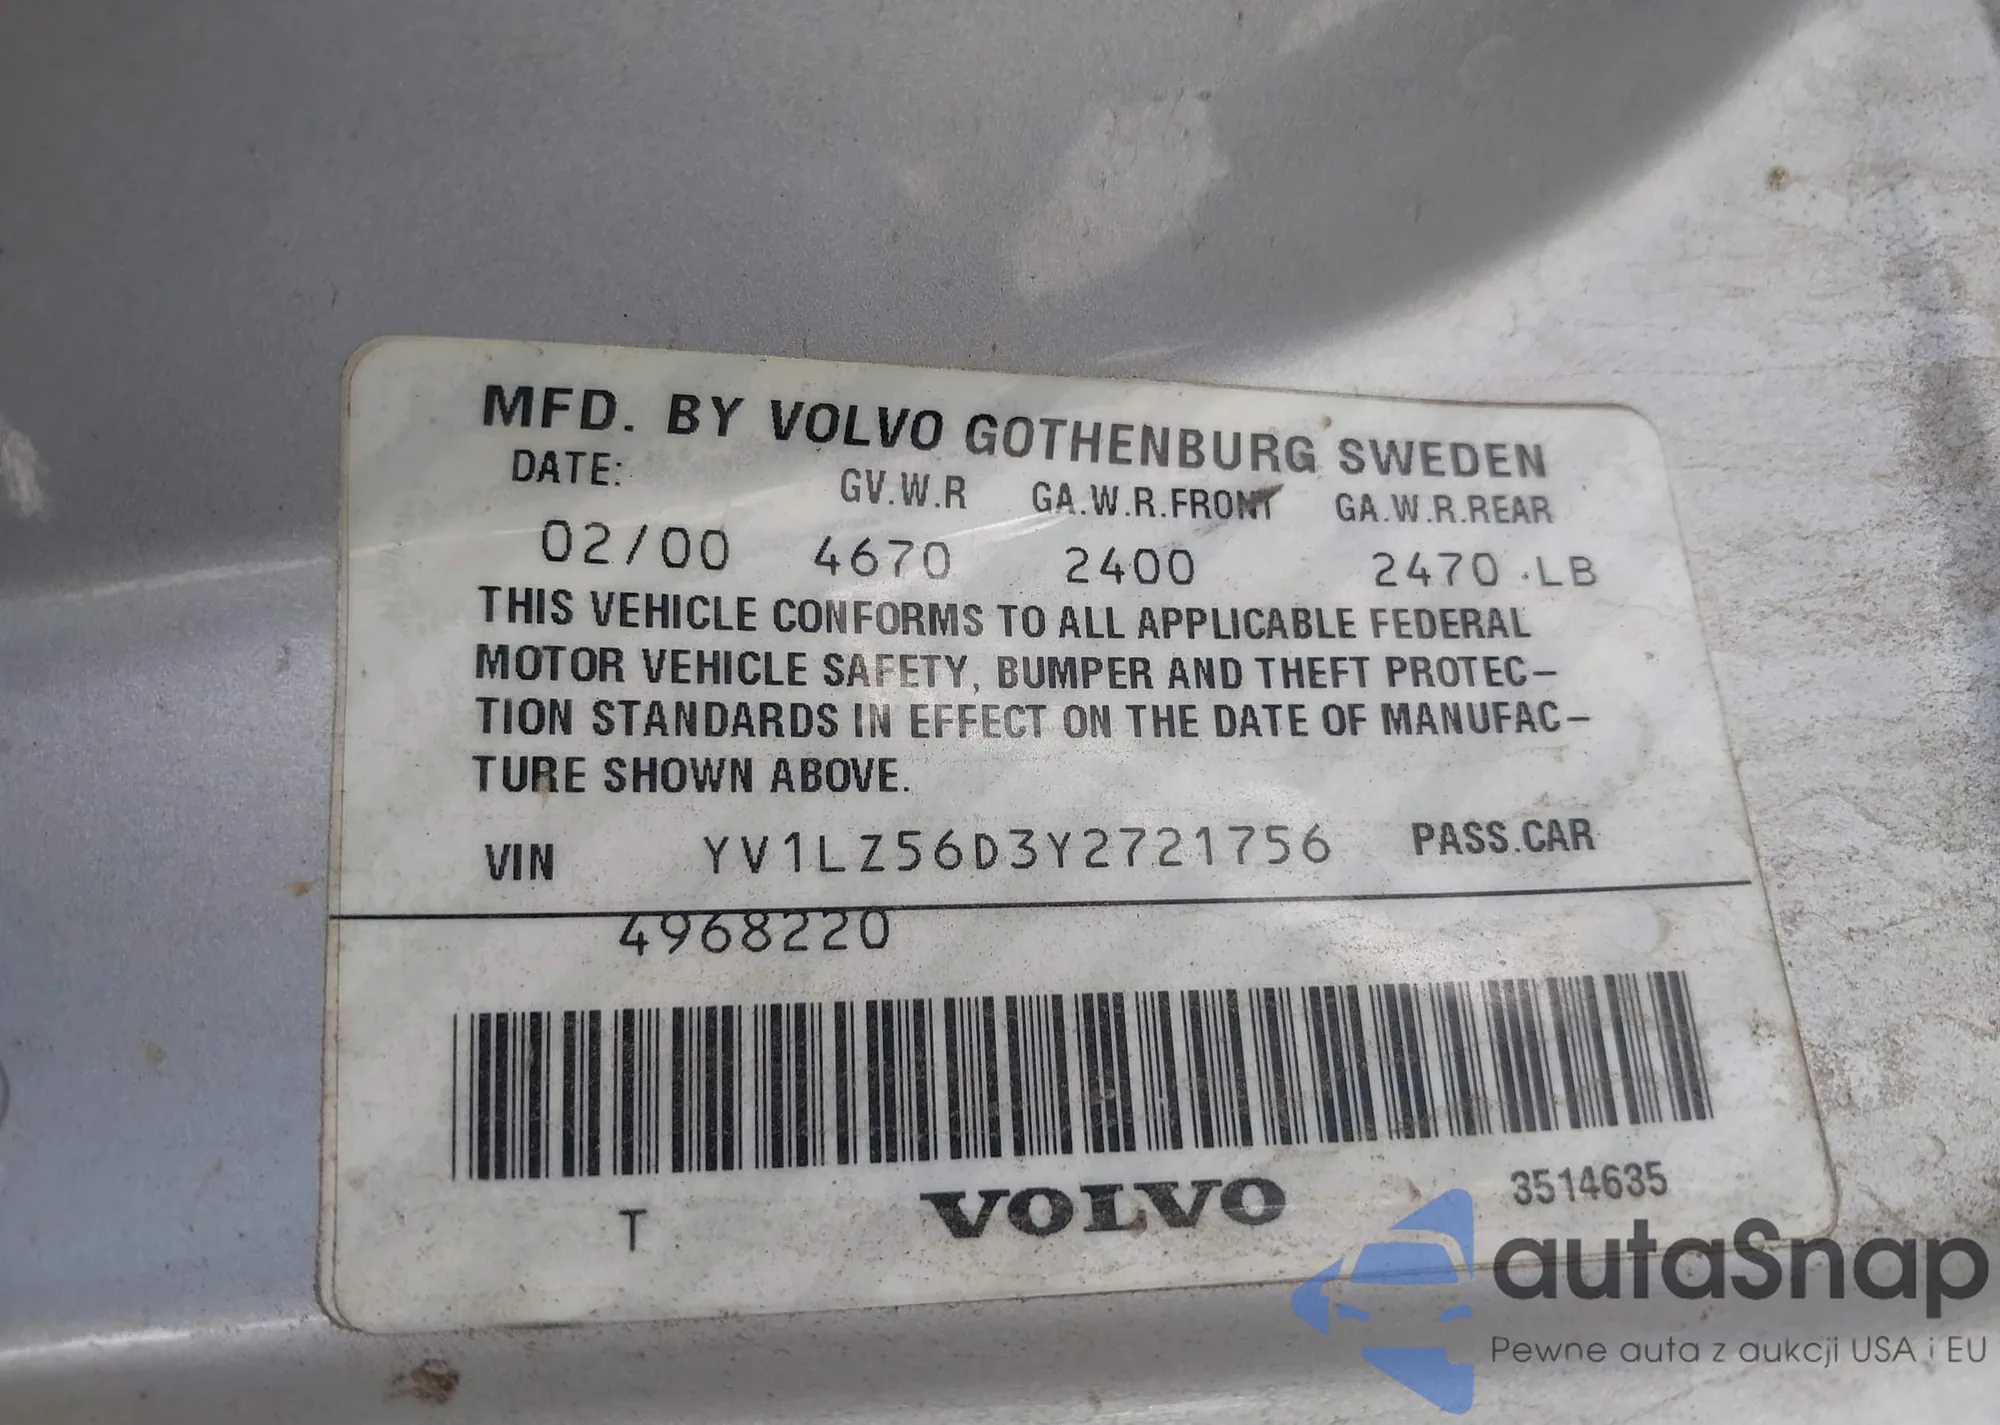 MFD. BY VOLVO GOTHENBURG SWEDEN
DATE: GV.W.R GA.W.R.FRONT GA.W.R.REAR
02/00 4670 2400 2470 .LB
THIS VEHICLE CONFORMS TO ALL APPLICABLE FEDERAL
MOTOR VEHICLE SAFETY, BUMPER AND THEFT PROTEC-
TION STANDARDS IN EFFECT ON THE DATE OF MANUFAC-
TURE SHOWN ABOVE.
VIN YV1LZ56D3Y2721756 PASS.CAR
4968220
T VOLVO 3514635
autaSnap
Pewne auta z aukcji USA i EU